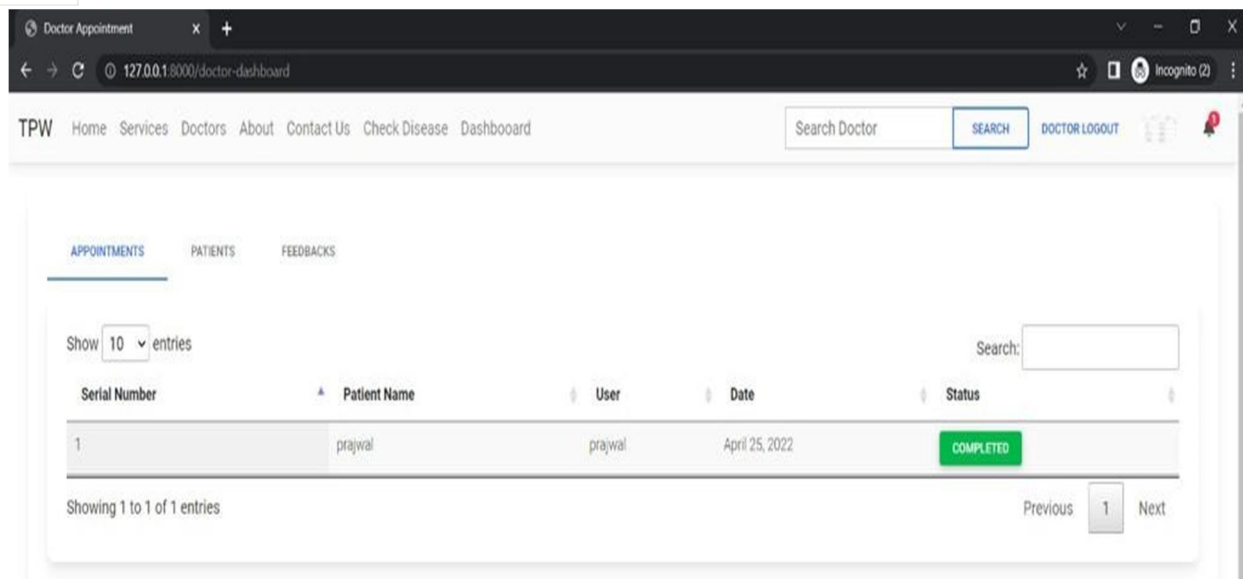 Doctor Appointment
127.0.0.1:8000/doctor-dashboard
Incognito (2)
TPW Home Services Doctors About Contact Us Check Disease Dashbooard Search Doctor SEARCH DOCTOR LOGOUT 1
APPOINTMENTS PATIENTS FEEDBACKS
Show 10 entries
Search:
Serial Number Patient Name User Date Status
1 prajwal prajwal April 25, 2022 COMPLETED
Showing 1 to 1 of 1 entries
Previous 1 Next